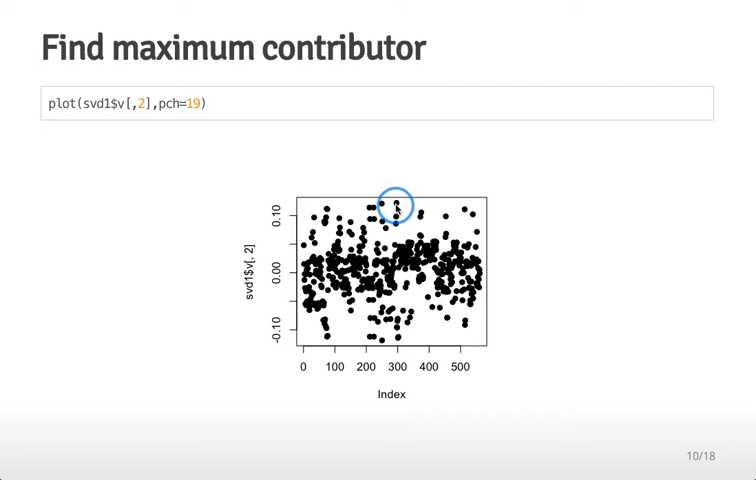 Find maximum contributor
plot(svd1$v[,2],pch=19)
svd1$v[, 2]
0.10
0.00
-0.10
0 100 200 300 400 500
Index
10/18